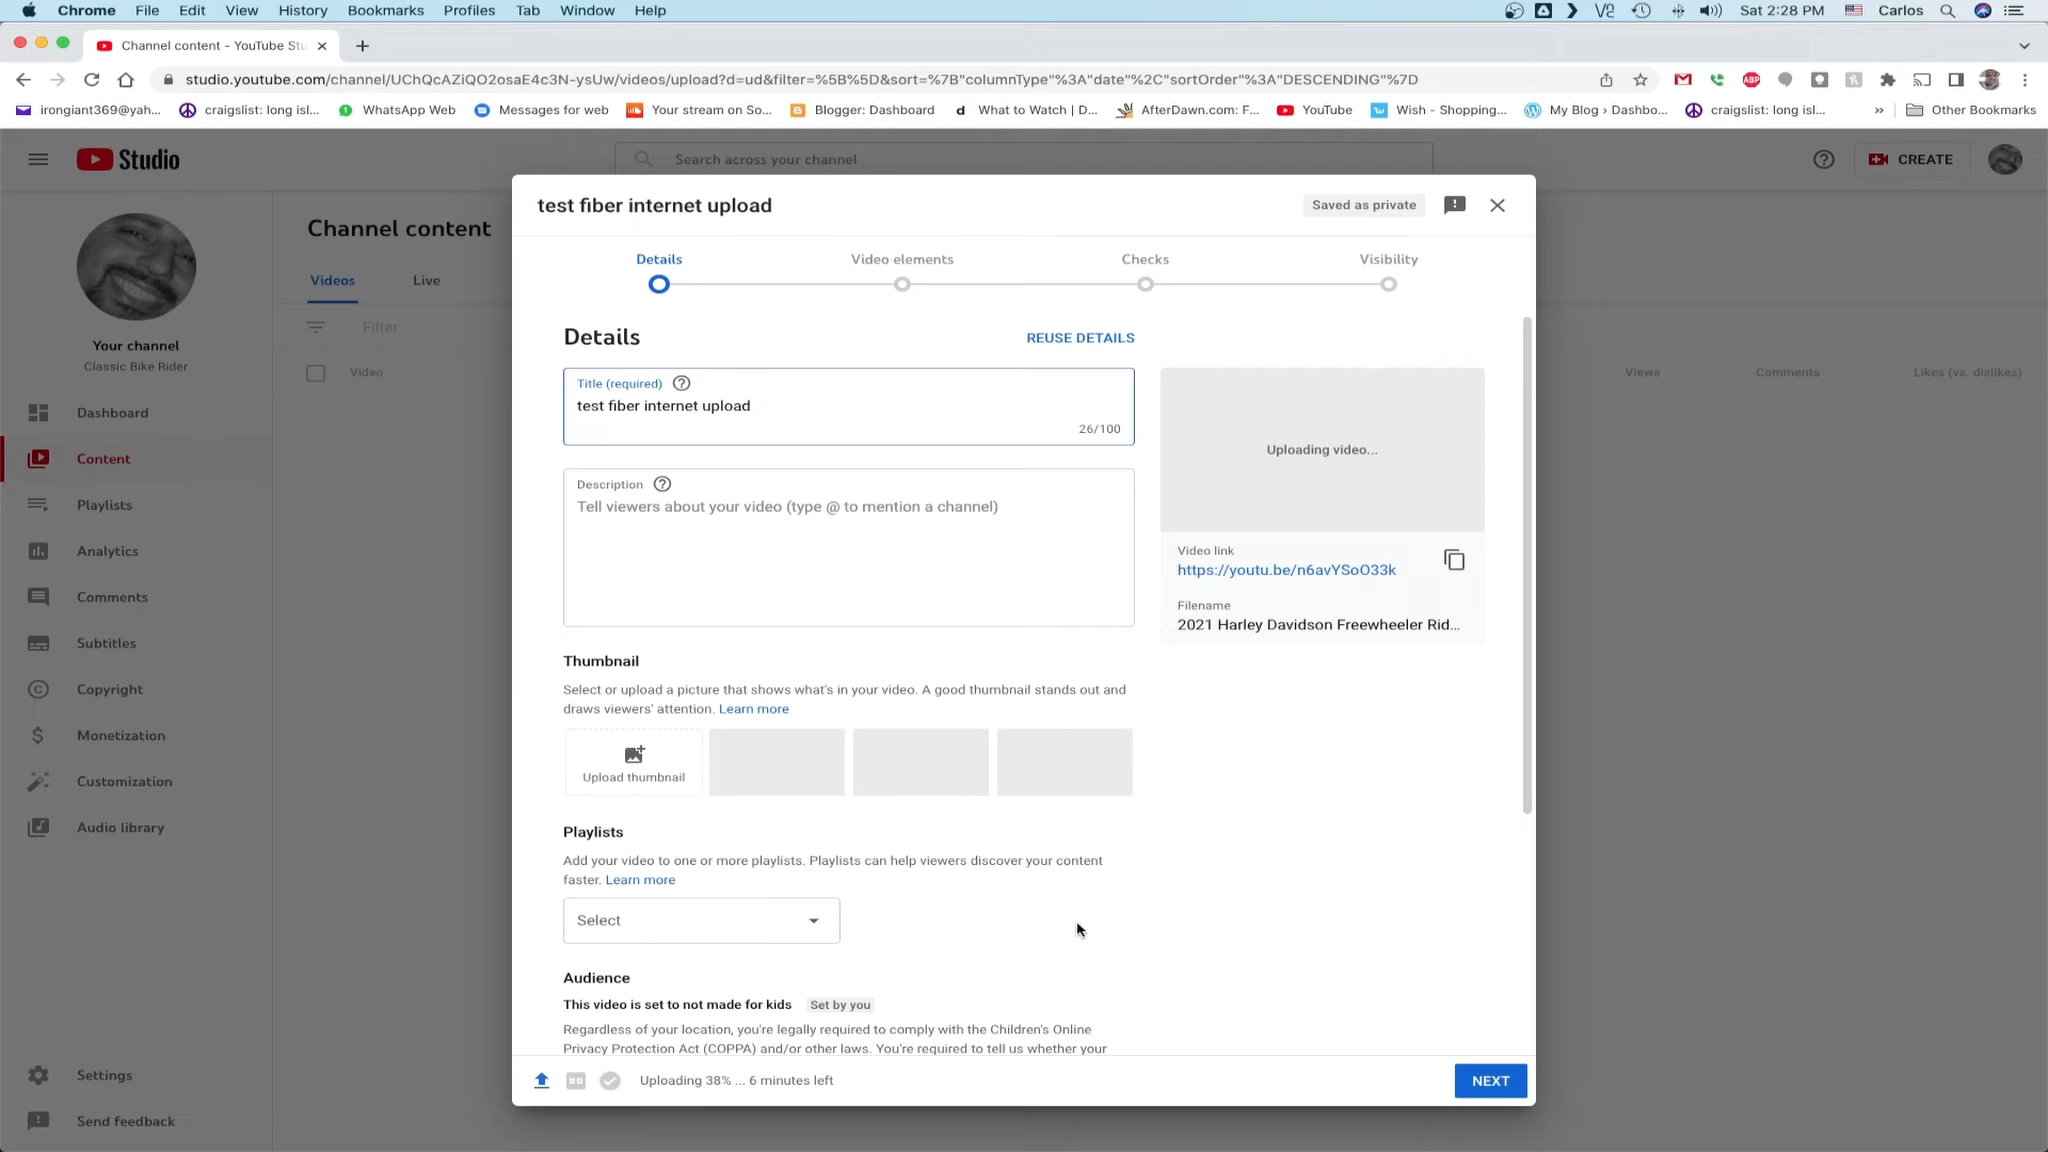 Chrome File Edit View History Bookmarks Profiles Tab Window Help Sat 2:28 PM Carlos
Channel content - YouTube Stu
studio.youtube.com/channel/UChQcAZiQO2osaE4c3N-ysUw/videos/upload?d=ud&filter=%5B%5D&sort=%7B"columnType"%3A"date"%2C"sortOrder"%3A"DESCENDING"%7D
irongiant369@yah... craigslist: long isl... WhatsApp Web Messages for web Your stream on So... Blogger: Dashboard d What to Watch | D... AfterDawn.com: F... YouTube Wish - Shopping... My Blog › Dashbo... craigslist: long isl... » Other Bookmarks
Studio Search across your channel CREATE
test fiber internet upload Saved as private
Channel content
Details Video elements Checks Visibility
Videos Live
Filter
Details REUSE DETAILS
Your channel
Classic Bike Rider
Video Views Comments Likes (vs. dislikes)
Title (required)
test fiber internet upload
26/100
Dashboard
Content
Playlists
Analytics
Comments
Subtitles
Copyright
Monetization
Customization
Audio library
Settings
Send feedback
Uploading video...
Description
Tell viewers about your video (type @ to mention a channel)
Video link
https://youtu.be/n6avYSoO33k
Filename
2021 Harley Davidson Freewheeler Rid...
Thumbnail
Select or upload a picture that shows what's in your video. A good thumbnail stands out and
draws viewers' attention. Learn more
Upload thumbnail
Playlists
Add your video to one or more playlists. Playlists can help viewers discover your content
faster. Learn more
Select
Audience
This video is set to not made for kids Set by you
Regardless of your location, you're legally required to comply with the Children's Online
Privacy Protection Act (COPPA) and/or other laws. You're required to tell us whether your
Uploading 38% ... 6 minutes left
NEXT